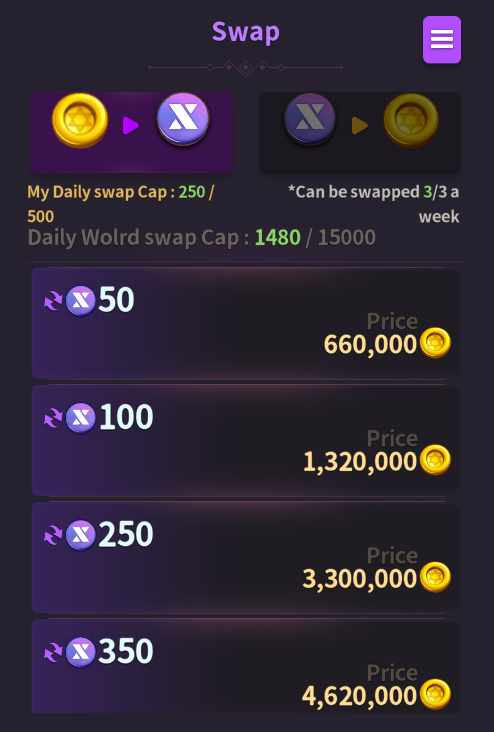 Swap
My Daily swap Cap : 250 /
500
*Can be swapped 3/3 a
week
Daily Wolrd swap Cap : 1480 / 15000
50
Price
660,000
100
Price
1,320,000
250
Price
3,300,000
350
Price
4,620,000